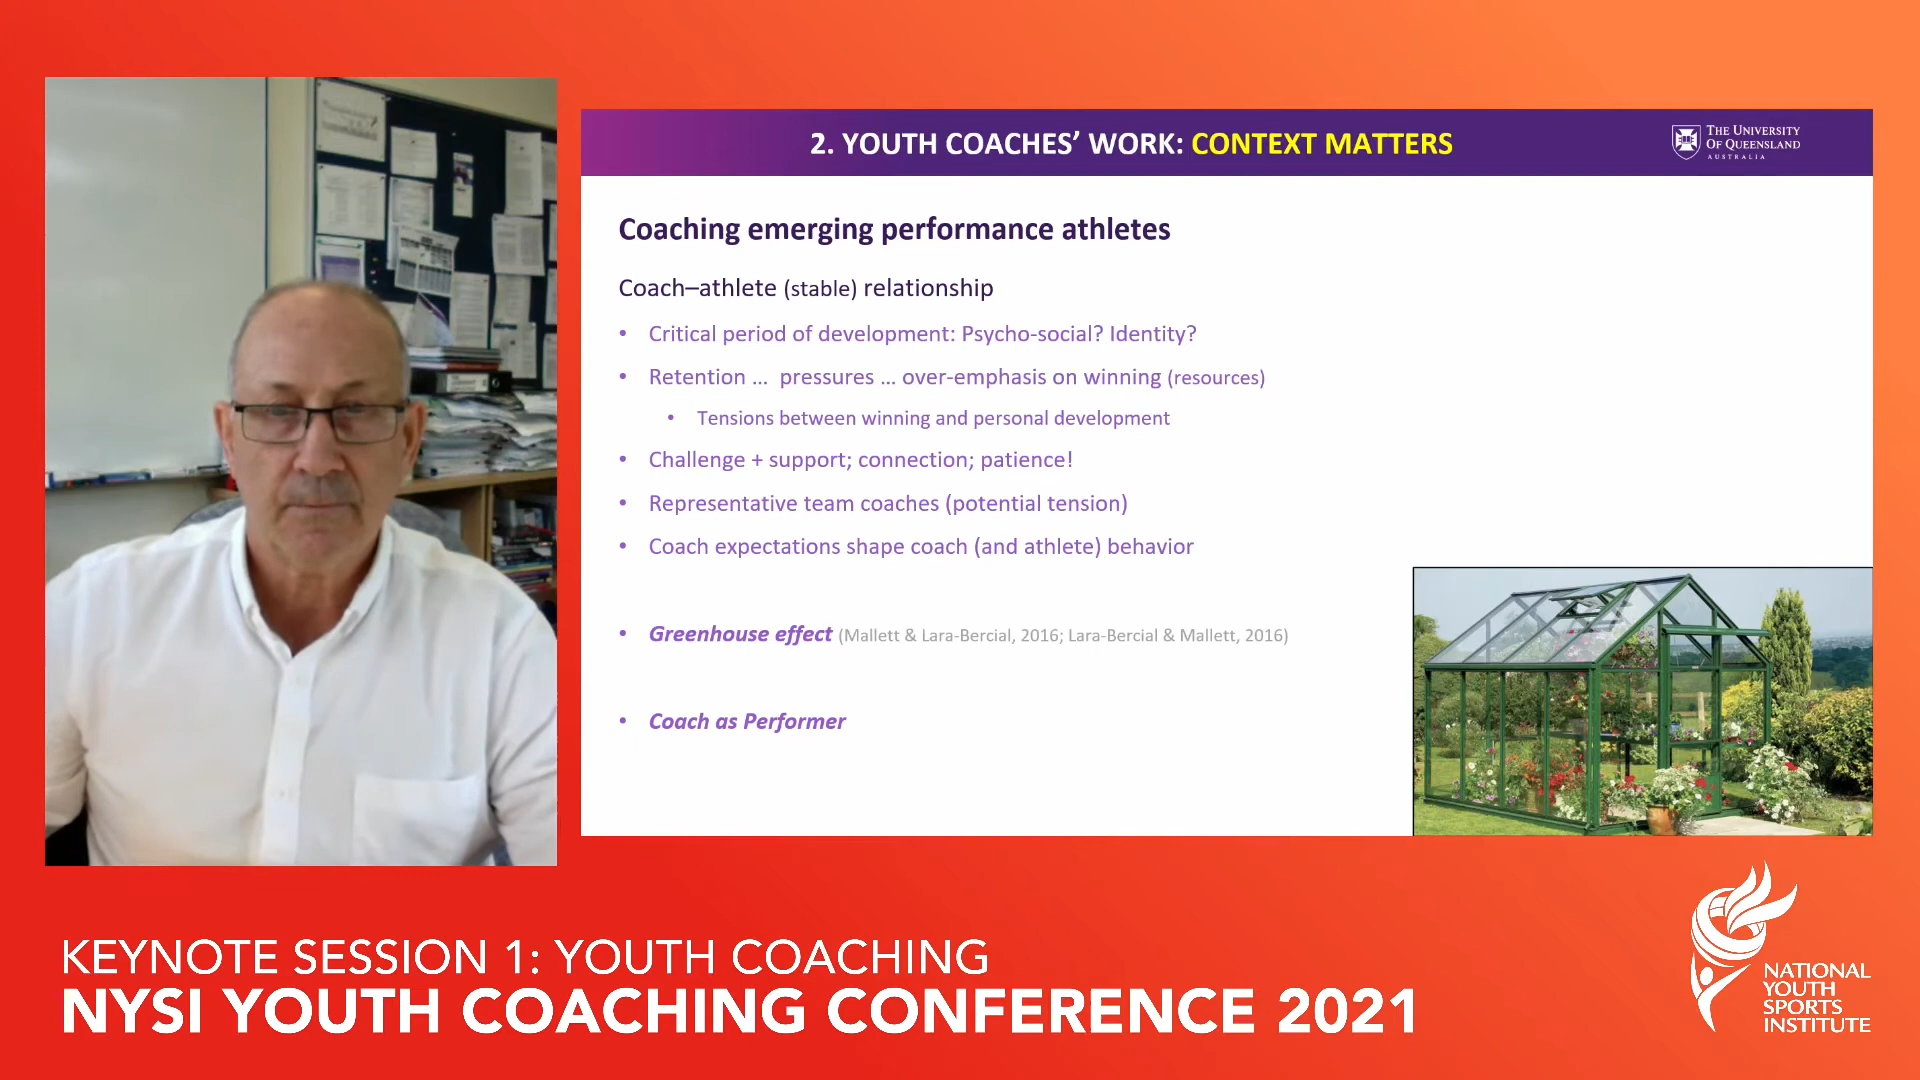 2. YOUTH COACHES’ WORK: CONTEXT MATTERS
THE UNIVERSITY
OF QUEENSLAND
AUSTRALIA
Coaching emerging performance athletes
Coach–athlete (stable) relationship
• Critical period of development: Psycho-social? Identity?
• Retention ... pressures ... over-emphasis on winning (resources)
• Tensions between winning and personal development
• Challenge + support; connection; patience!
• Representative team coaches (potential tension)
• Coach expectations shape coach (and athlete) behavior
• Greenhouse effect (Mallett & Lara-Bercial, 2016; Lara-Bercial & Mallett, 2016)
• Coach as Performer
KEYNOTE SESSION 1: YOUTH COACHING
NYSI YOUTH COACHING CONFERENCE 2021
NATIONAL
YOUTH
SPORTS
INSTITUTE